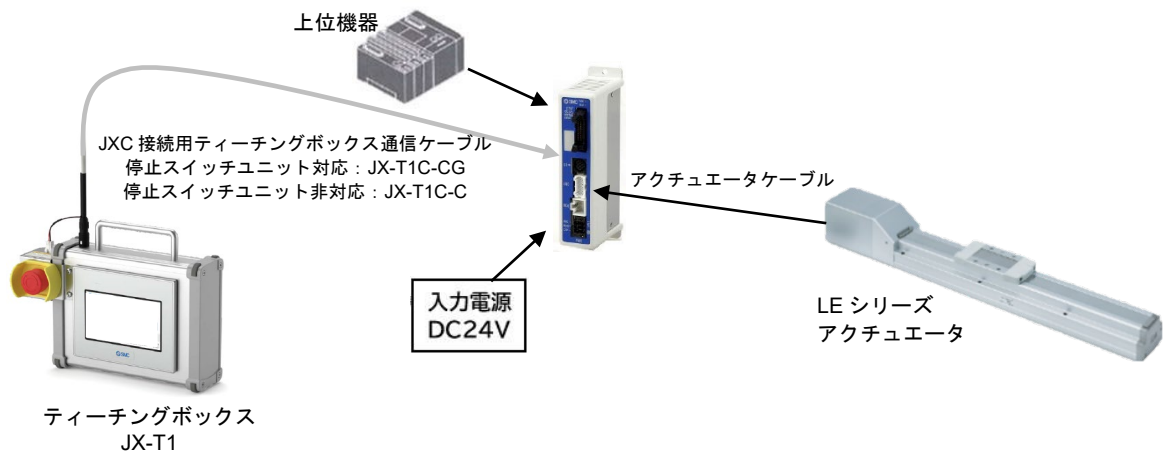 上位機器
JXC 接続用ティーチングボックス通信ケーブル
停止スイッチユニット対応：JX-T1C-CG
停止スイッチユニット非対応：JX-T1C-C
アクチュエータケーブル
入力電源
DC24V
LE シリーズ
アクチュエータ
SMC
SMC
ティーチングボックス
JX-T1